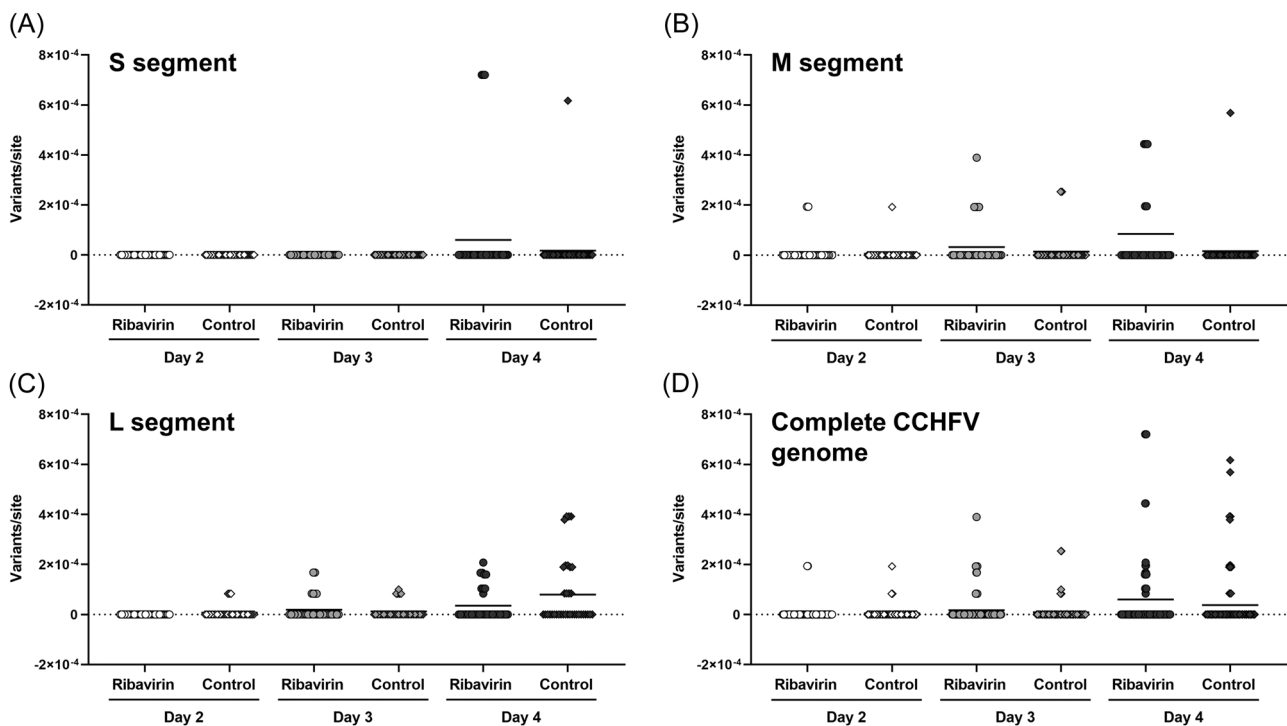 (A)
S segment
8×10⁻⁴
6×10⁻⁴
4×10⁻⁴
2×10⁻⁴
0
-2×10⁻⁴
Variants/site
Ribavirin Control Ribavirin Control Ribavirin Control
Day 2 Day 3 Day 4
(B)
M segment
8×10⁻⁴
6×10⁻⁴
4×10⁻⁴
2×10⁻⁴
0
-2×10⁻⁴
Variants/site
Ribavirin Control Ribavirin Control Ribavirin Control
Day 2 Day 3 Day 4
(C)
L segment
8×10⁻⁴
6×10⁻⁴
4×10⁻⁴
2×10⁻⁴
0
-2×10⁻⁴
Variants/site
Ribavirin Control Ribavirin Control Ribavirin Control
Day 2 Day 3 Day 4
(D)
Complete CCHFV
genome
8×10⁻⁴
6×10⁻⁴
4×10⁻⁴
2×10⁻⁴
0
-2×10⁻⁴
Variants/site
Ribavirin Control Ribavirin Control Ribavirin Control
Day 2 Day 3 Day 4